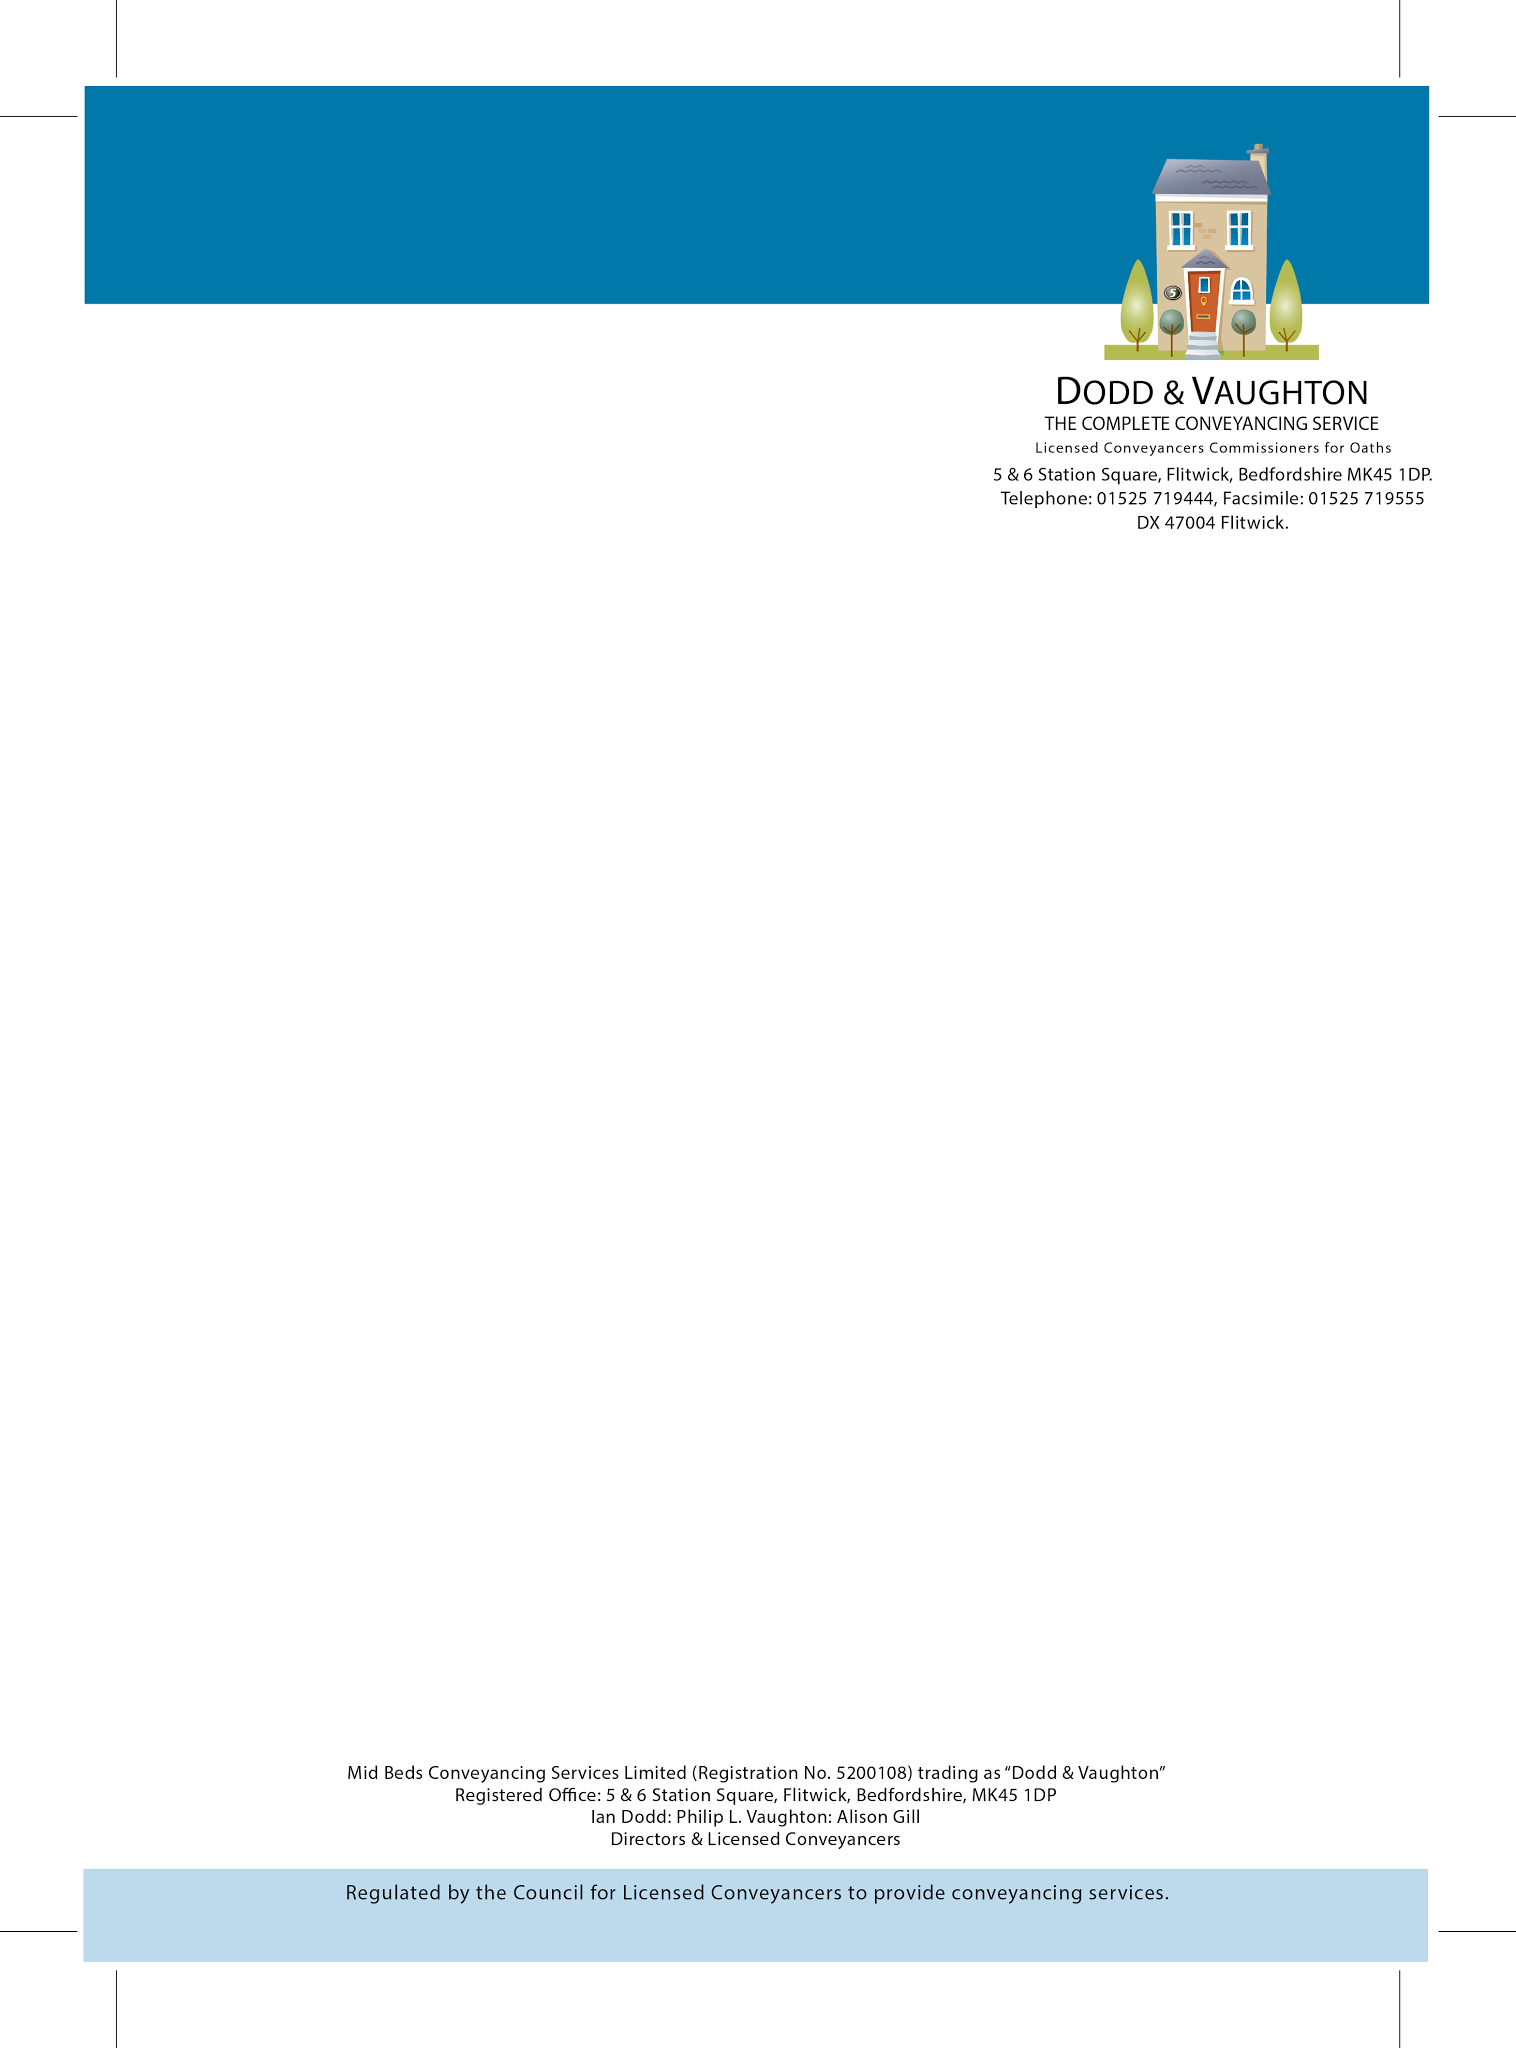 5
DODD & VAUGHTON
THE COMPLETE CONVEYANCING SERVICE
Licensed Conveyancers Commissioners for Oaths
5 & 6 Station Square, Flitwick, Bedfordshire MK45 1DP.
Telephone: 01525 719444, Facsimile: 01525 719555
DX 47004 Flitwick.
Mid Beds Conveyancing Services Limited (Registration No. 5200108) trading as “Dodd & Vaughton”
Registered Office: 5 & 6 Station Square, Flitwick, Bedfordshire, MK45 1DP
Ian Dodd: Philip L. Vaughton: Alison Gill
Directors & Licensed Conveyancers
Regulated by the Council for Licensed Conveyancers to provide conveyancing services.